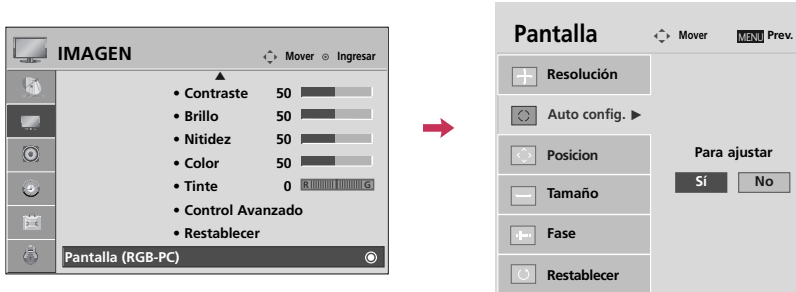 IMAGEN
Mover Ingresar
• Contraste 50
• Brillo 50
• Nitidez 50
• Color 50
• Tinte 0 R G
• Control Avanzado
• Restablecer
Pantalla (RGB-PC)
Pantalla Mover MENU Prev.
Resolución
Auto config. ►
Posicion
Tamaño
Fase
Restablecer
Para ajustar
Sí No